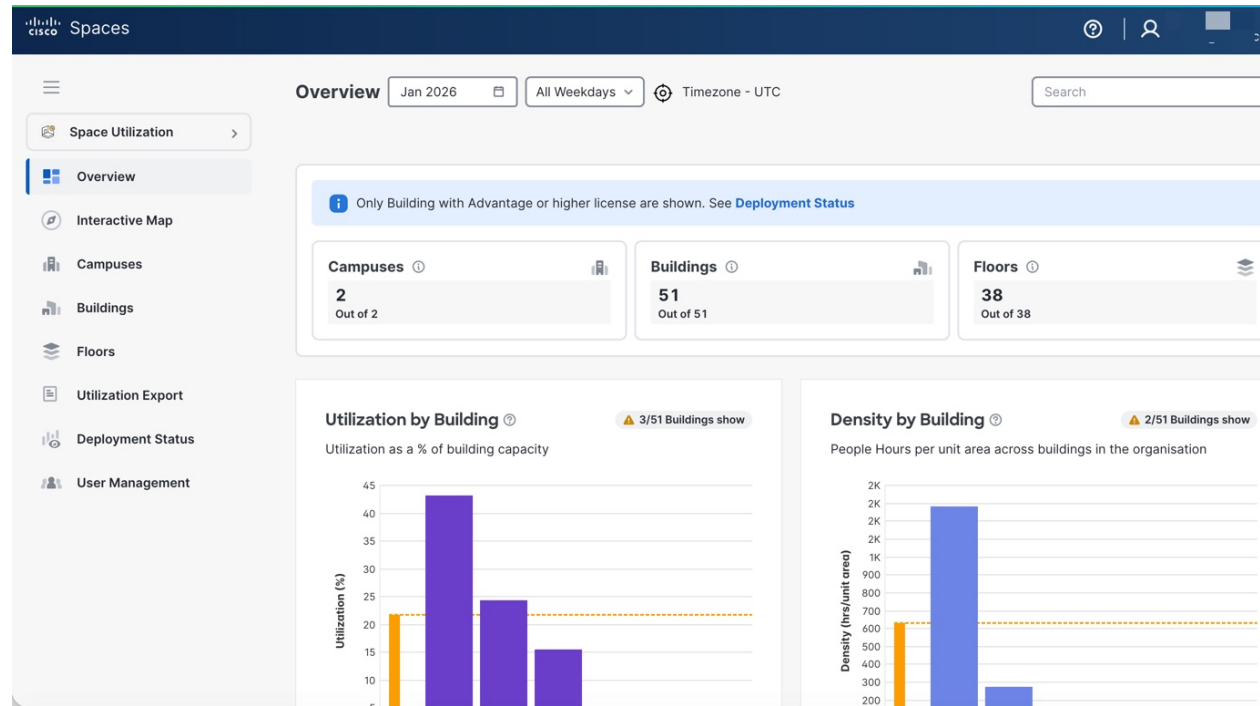 cisco Spaces
Overview Jan 2026 All Weekdays Timezone - UTC Search
Space Utilization
Overview
Interactive Map
Campuses
Buildings
Floors
Utilization Export
Deployment Status
User Management
Only Building with Advantage or higher license are shown. See Deployment Status
Campuses
2
Out of 2
Buildings
51
Out of 51
Floors
38
Out of 38
Utilization by Building 3/51 Buildings show
Utilization as a % of building capacity
Utilization (%)
45
40
35
30
25
20
15
10
Density by Building 2/51 Buildings show
People Hours per unit area across buildings in the organisation
Density (hrs/unit area)
2K
2K
2K
2K
1K
900
800
700
600
500
400
300
200